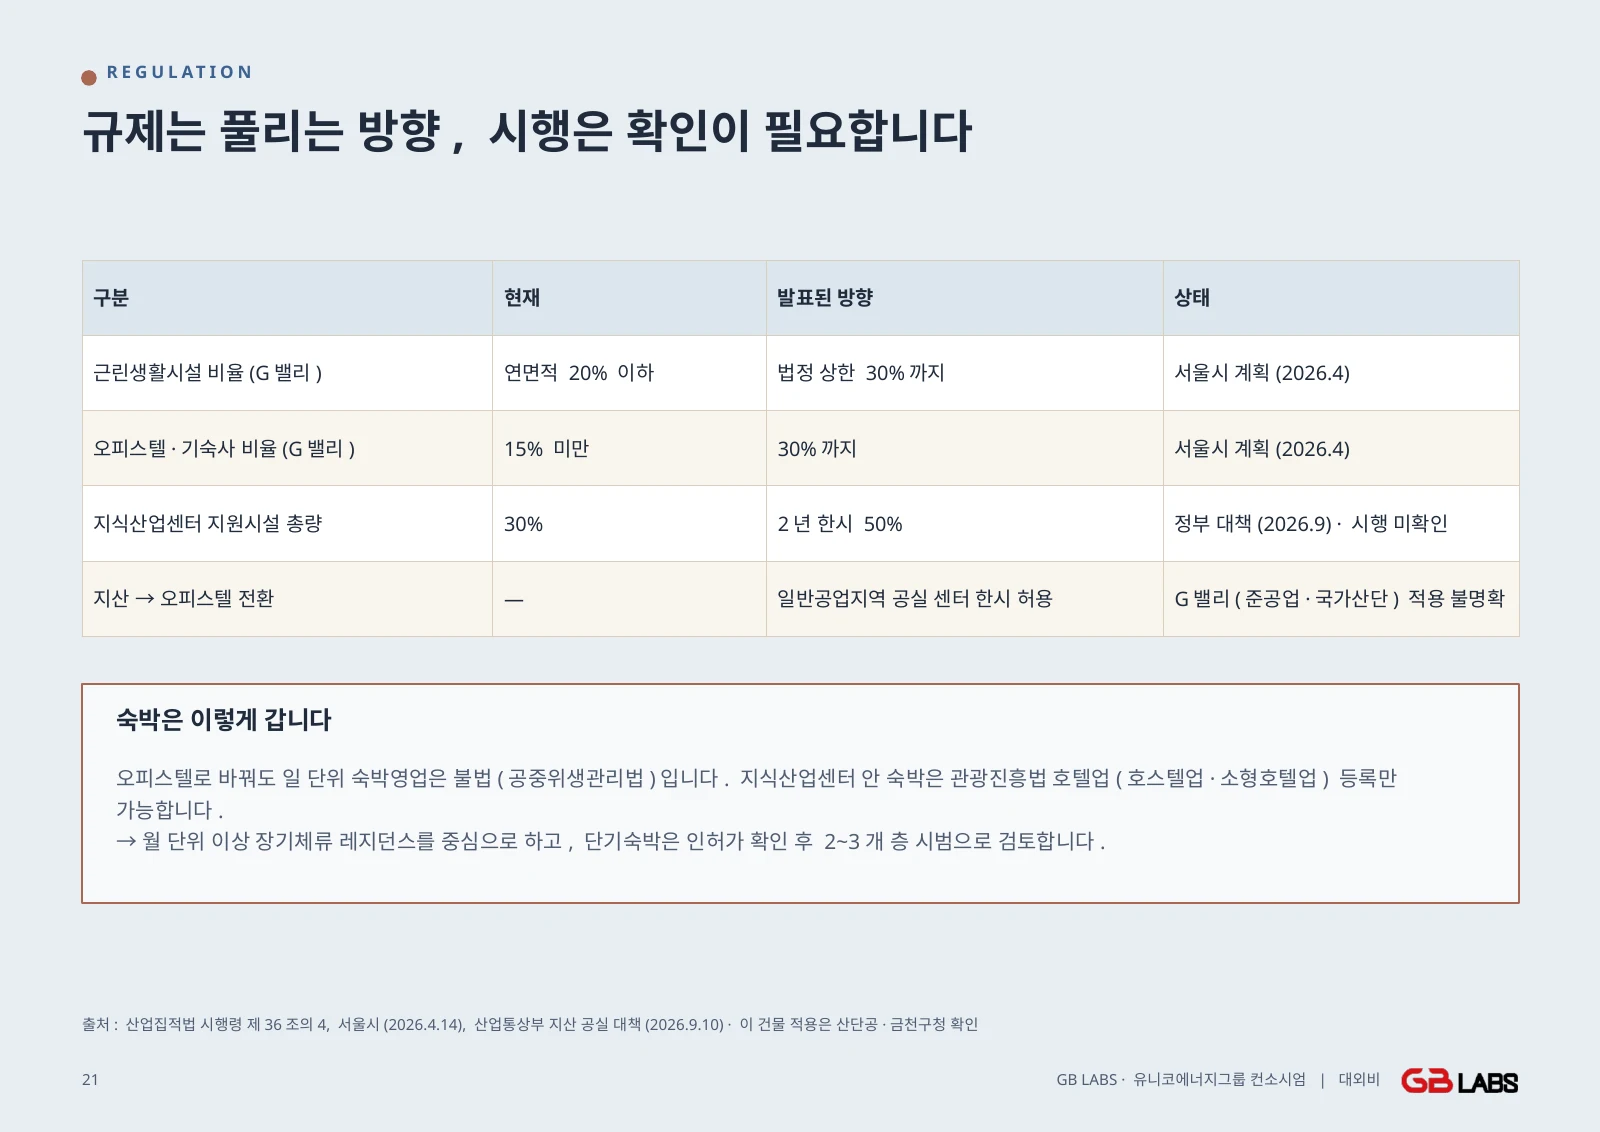 REGULATION
규제는 풀리는 방향 , 시행은 확인이 필요합니다
구분 현재 발표된 방향 상태
근린생활시설 비율 (G 밸리 ) 연면적 20% 이하 법정 상한 30% 까지 서울시 계획 (2026.4)
오피스텔 · 기숙사 비율 (G 밸리 ) 15% 미만 30% 까지 서울시 계획 (2026.4)
지식산업센터 지원시설 총량 30% 2 년 한시 50% 정부 대책 (2026.9) · 시행 미확인
지산 → 오피스텔 전환 — 일반공업지역 공실 센터 한시 허용 G 밸리 ( 준공업 · 국가산단 ) 적용 불명확
숙박은 이렇게 갑니다
오피스텔로 바꿔도 일 단위 숙박영업은 불법 ( 공중위생관리법 ) 입니다 . 지식산업센터 안 숙박은 관광진흥법 호텔업 ( 호스텔업 · 소형호텔업 ) 등록만
가능합니다 .
→ 월 단위 이상 장기체류 레지던스를 중심으로 하고 , 단기숙박은 인허가 확인 후 2~3 개 층 시범으로 검토합니다 .
출처 : 산업집적법 시행령 제 36 조의 4, 서울시 (2026.4.14), 산업통상부 지산 공실 대책 (2026.9.10) · 이 건물 적용은 산단공 · 금천구청 확인
21 GB LABS · 유니코에너지그룹 컨소시엄 | 대외비 GB LABS